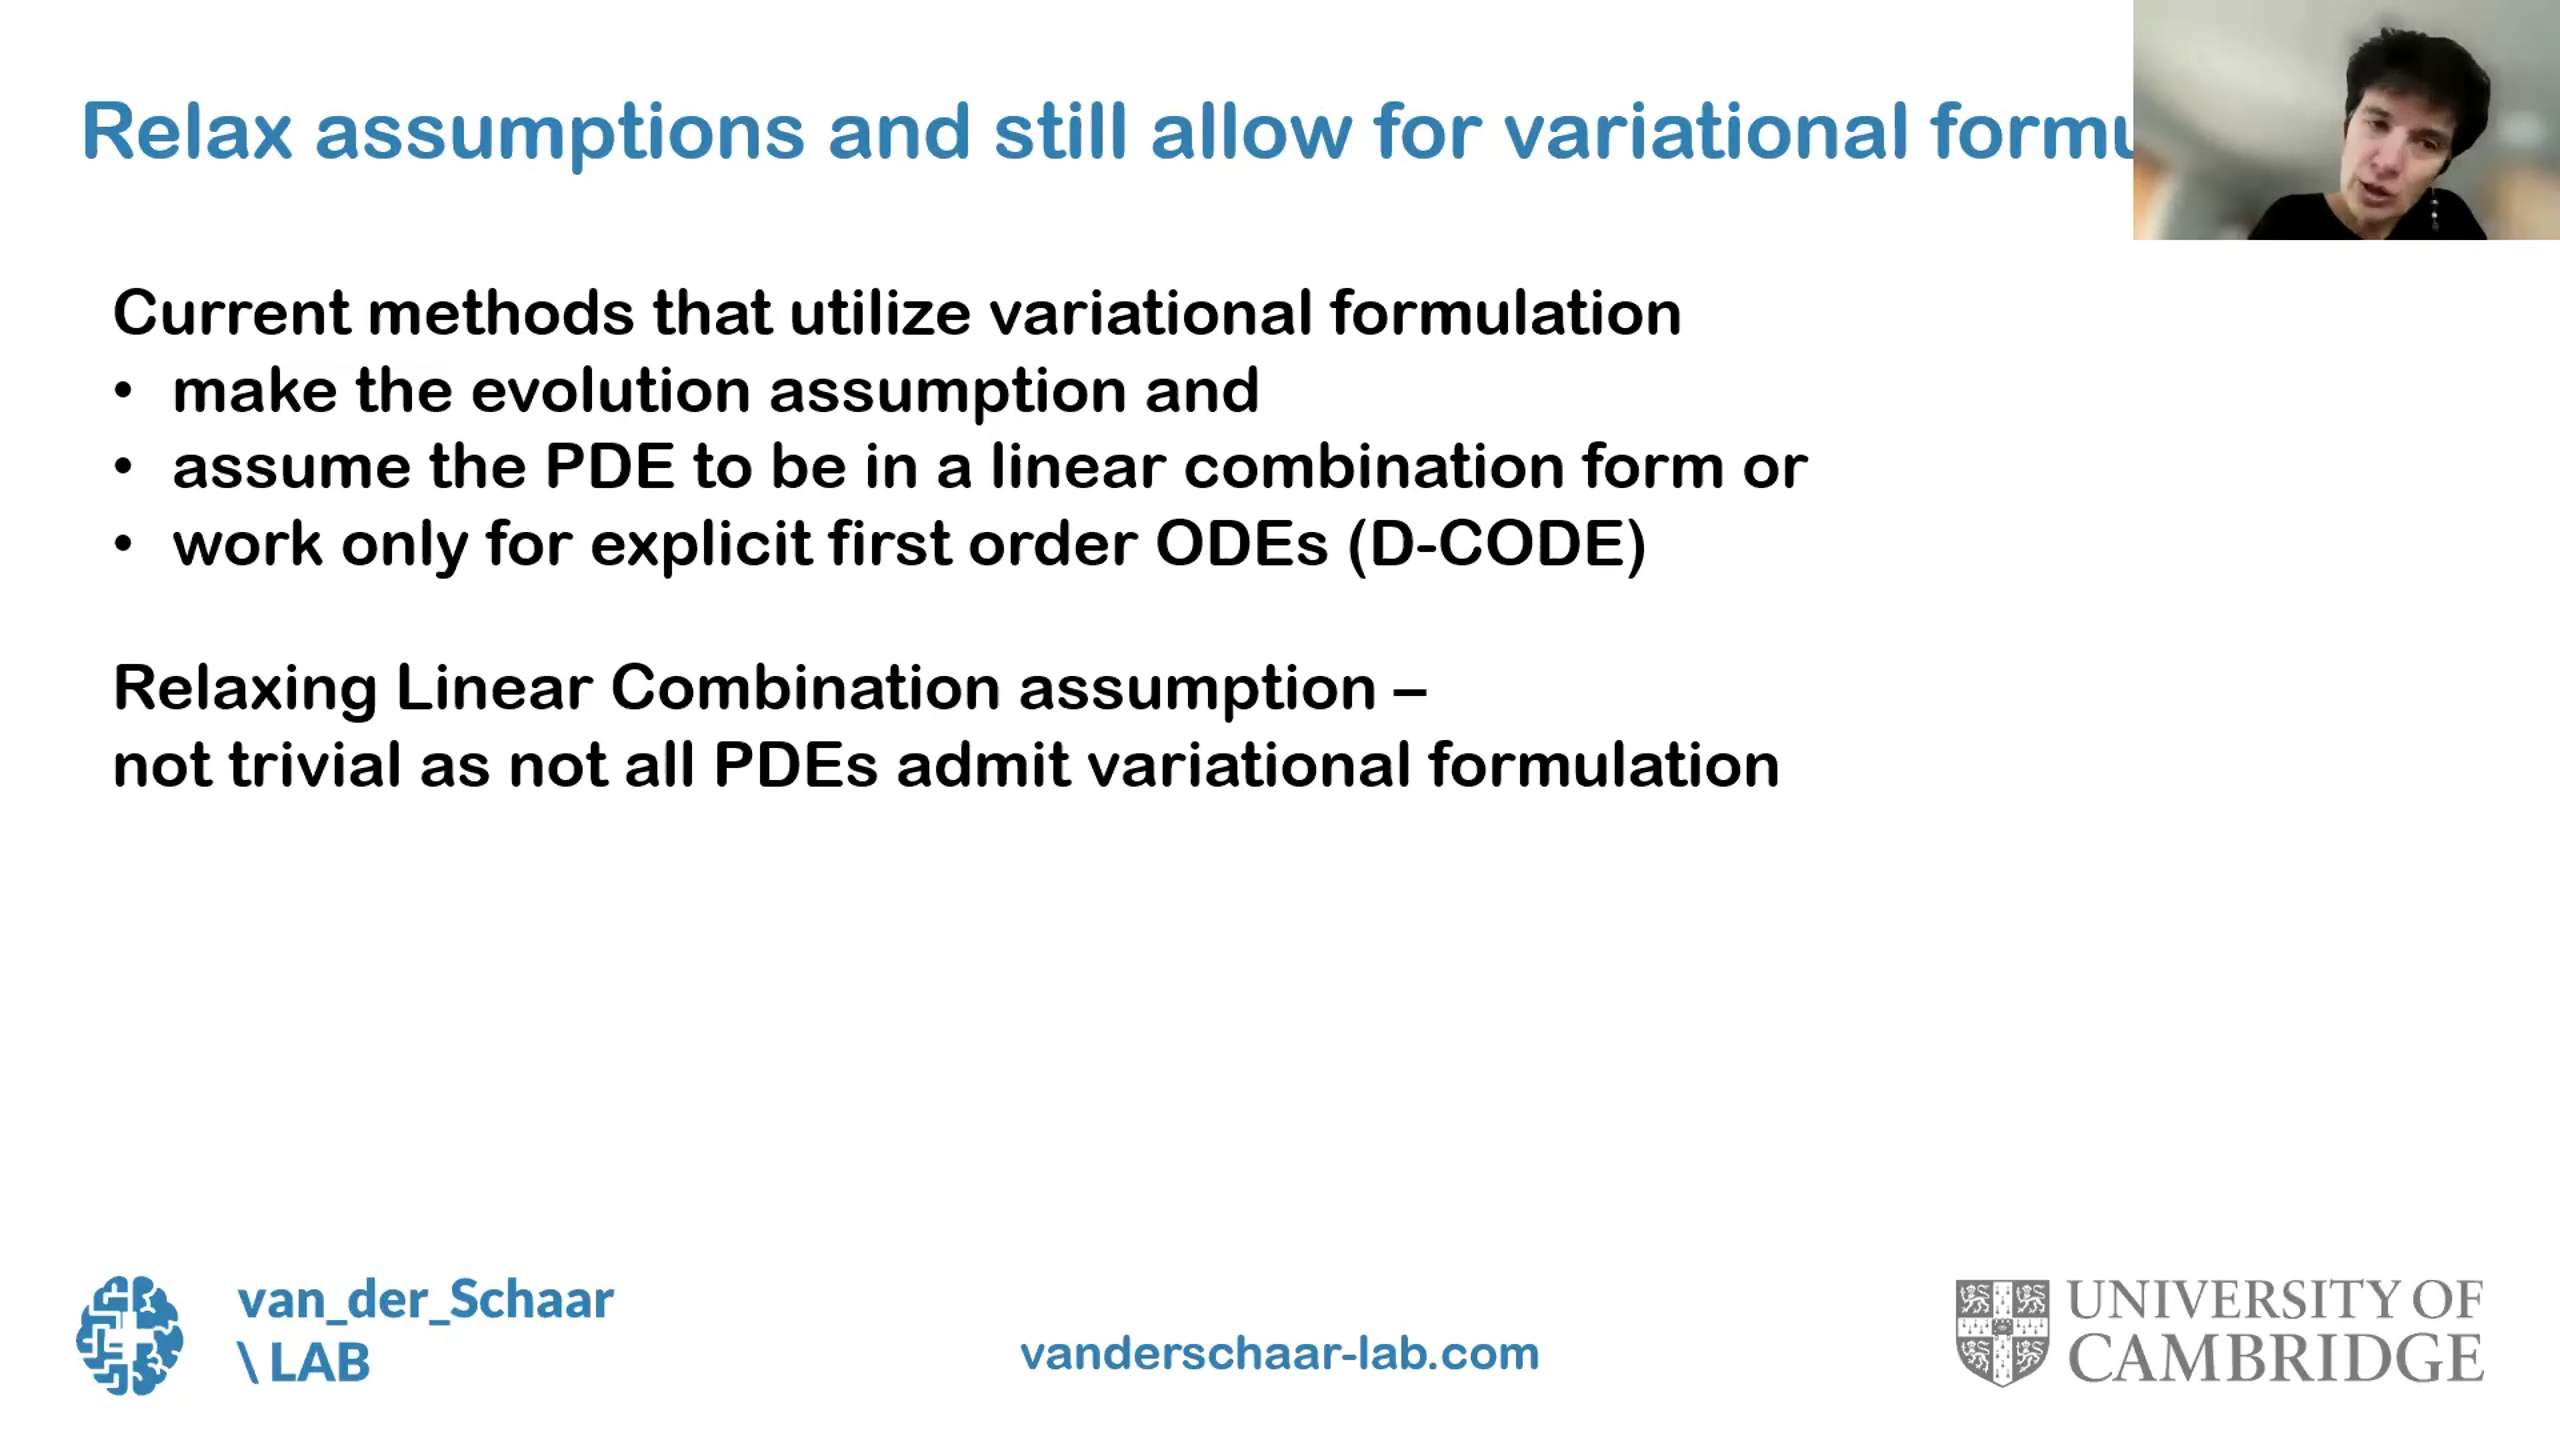 Relax assumptions and still allow for variational
Current methods that utilize variational formulation
• make the evolution assumption and
• assume the PDE to be in a linear combination form or
• work only for explicit first order ODEs (D-CODE)
Relaxing Linear Combination assumption –
not trivial as not all PDEs admit variational formulation
van_der_Schaar
\ LAB
vanderschaar-lab.com
UNIVERSITY OF
CAMBRIDGE